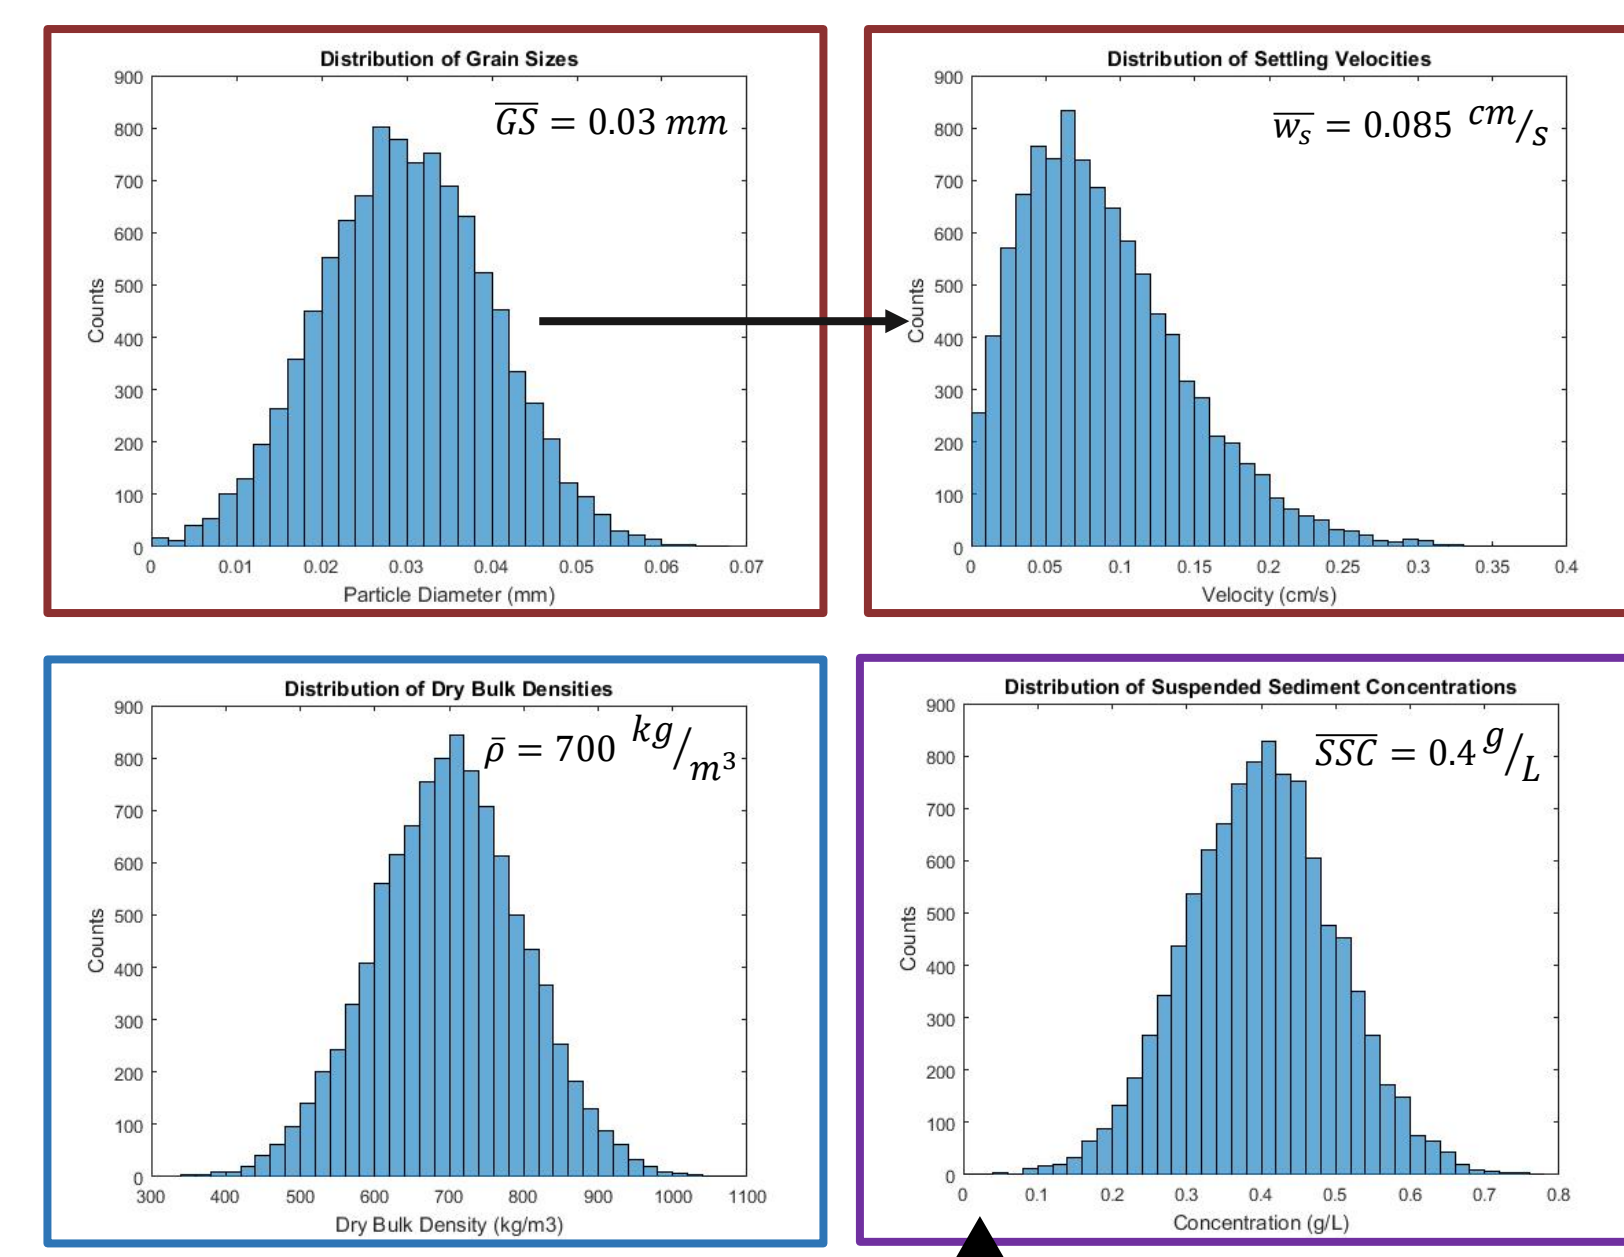 Distribution of Grain Sizes
900
800
700
600
500
400
300
200
100
0
Counts
0 0.01 0.02 0.03 0.04 0.05 0.06 0.07
Particle Diameter (mm)
$\overline{GS} = 0.03\ mm$
Distribution of Settling Velocities
900
800
700
600
500
400
300
200
100
0
Counts
0 0.05 0.1 0.15 0.2 0.25 0.3 0.35 0.4
Velocity (cm/s)
$\overline{w_s} = 0.085\ cm/s$
Distribution of Dry Bulk Densities
900
800
700
600
500
400
300
200
100
0
Counts
300 400 500 600 700 800 900 1000 1100
Dry Bulk Density (kg/m3)
$\bar{\rho} = 700\ kg/m^3$
Distribution of Suspended Sediment Concentrations
900
800
700
600
500
400
300
200
100
0
Counts
0 0.1 0.2 0.3 0.4 0.5 0.6 0.7 0.8
Concentration (g/L)
$\overline{SSC} = 0.4\ g/L$